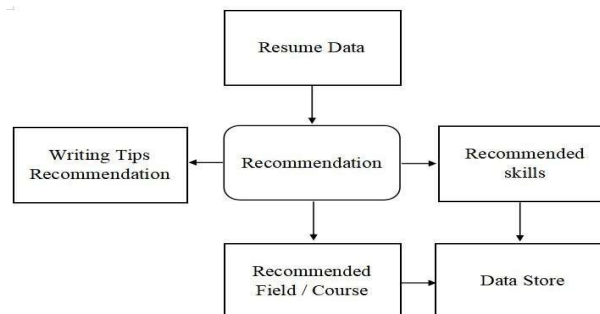 Resume Data
Writing Tips
Recommendation
Recommendation
Recommended
skills
Recommended
Field / Course
Data Store